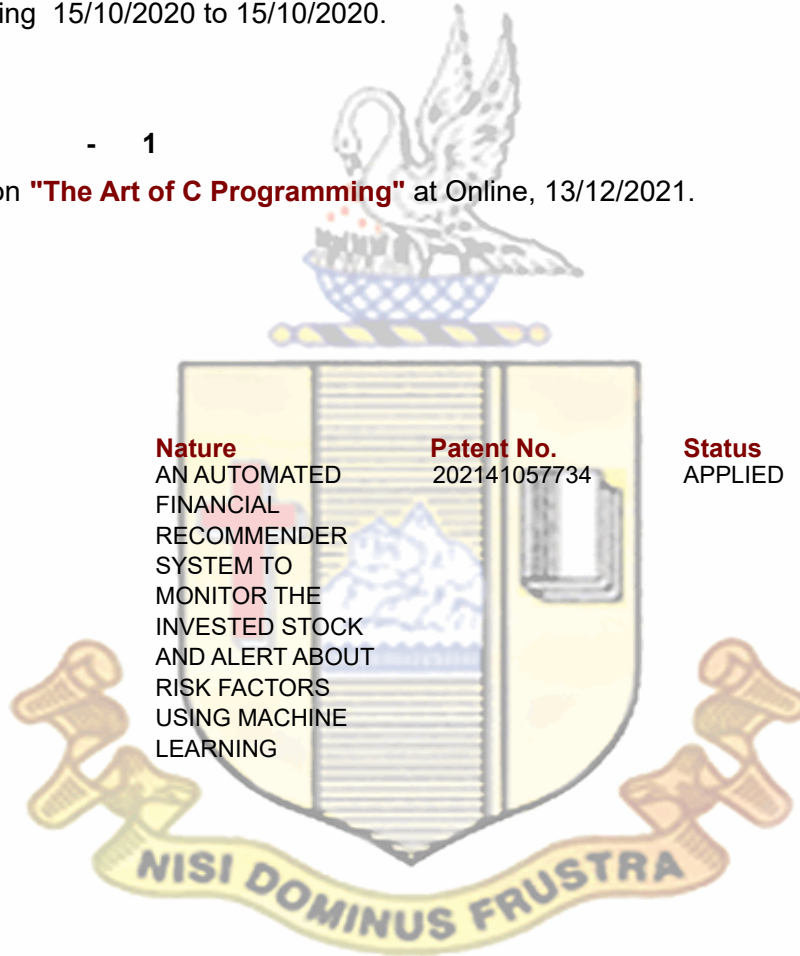 ing 15/10/2020 to 15/10/2020.
- 1
on "The Art of C Programming" at Online, 13/12/2021.
Nature Patent No. Status
AN AUTOMATED 202141057734 APPLIED
FINANCIAL
RECOMMENDER
SYSTEM TO
MONITOR THE
INVESTED STOCK
AND ALERT ABOUT
RISK FACTORS
USING MACHINE
LEARNING
NISI DOMINUS FRUSTRA